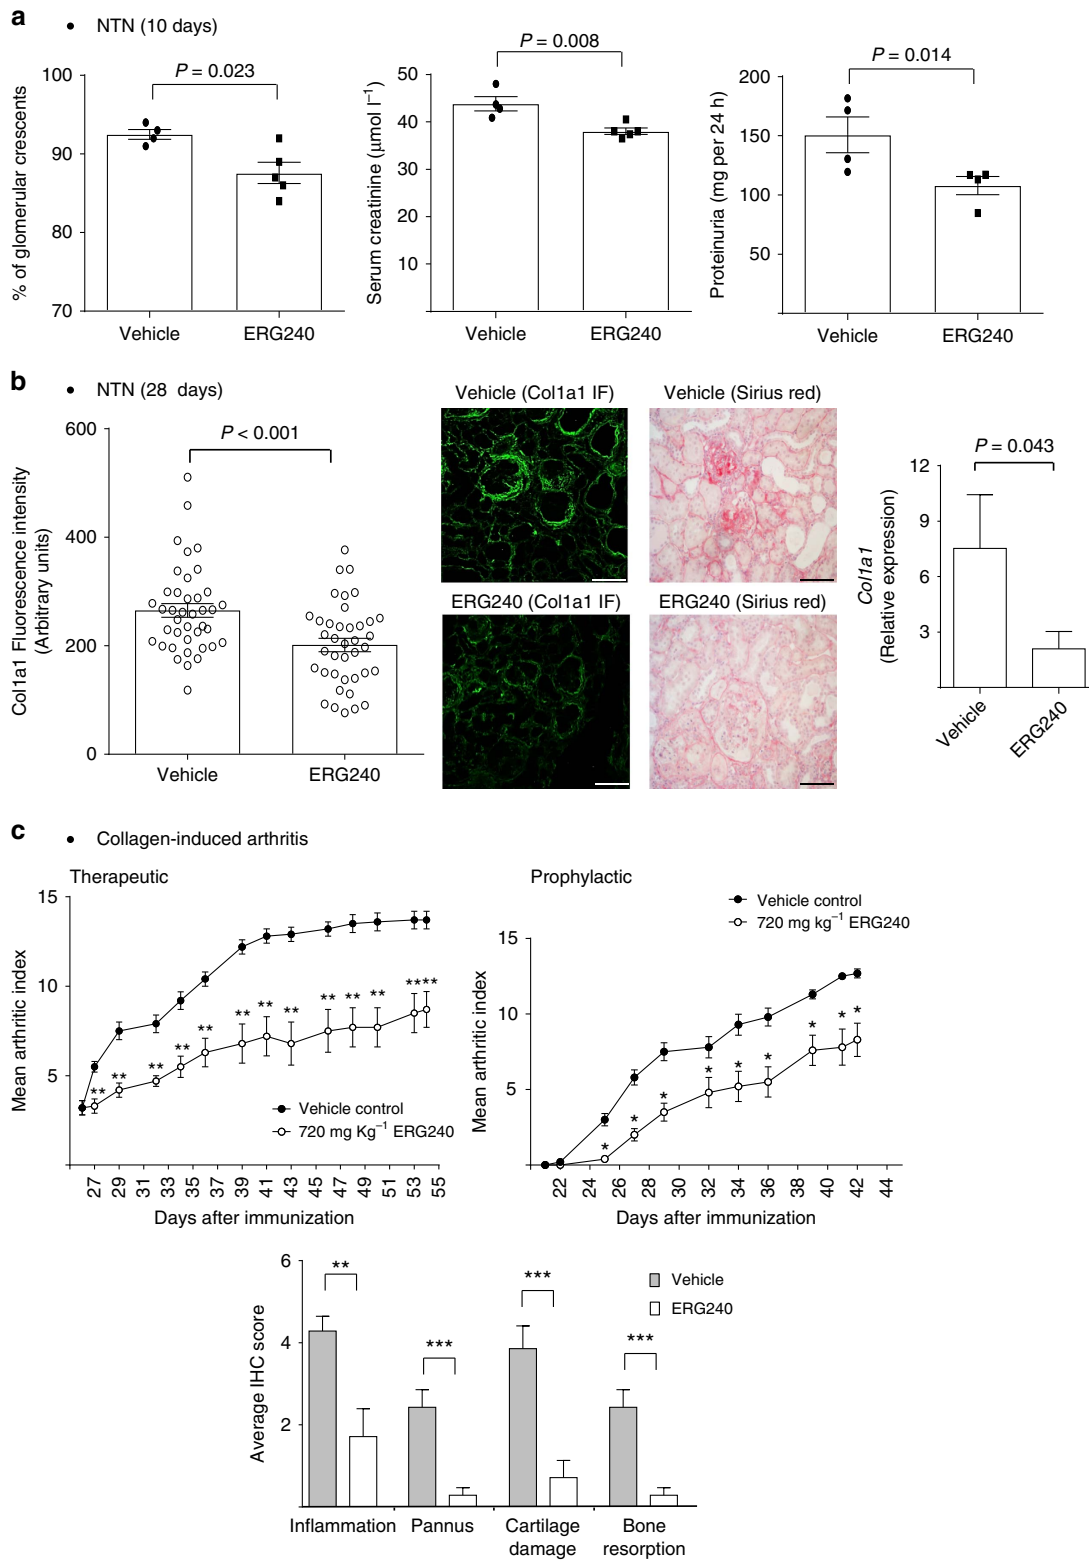 a
• NTN (10 days)
P = 0.023
% of glomerular crescents
100
90
80
70
Vehicle
ERG240
P = 0.008
Serum creatinine (µmol l⁻¹)
50
40
30
20
10
Vehicle
ERG240
P = 0.014
Proteinuria (mg per 24 h)
200
150
100
50
Vehicle
ERG240
b
• NTN (28 days)
P < 0.001
Col1a1 Fluorescence intensity
(Arbitrary units)
600
400
200
0
Vehicle
ERG240
Vehicle (Col1a1 IF)
Vehicle (Sirius red)
ERG240 (Col1a1 IF)
ERG240 (Sirius red)
P = 0.043
Col1a1
(Relative expression)
12
9
6
3
Vehicle
ERG240
c
• Collagen-induced arthritis
Therapeutic
Mean arthritic index
15
10
5
** ** ** ** ** ** ** ** ** ** ** ** **
Vehicle control
720 mg Kg⁻¹ ERG240
27 29 31 33 35 37 39 41 43 45 47 49 51 53 55
Days after immunization
Prophylactic
Vehicle control
720 mg kg⁻¹ ERG240
Mean arthritic index
15
10
5
* * * * * * * * *
22 24 26 28 30 32 34 36 38 40 42 44
Days after immunization
Average IHC score
6
4
2
**
***
***
***
Vehicle
ERG240
Inflammation
Pannus
Cartilage
damage
Bone
resorption